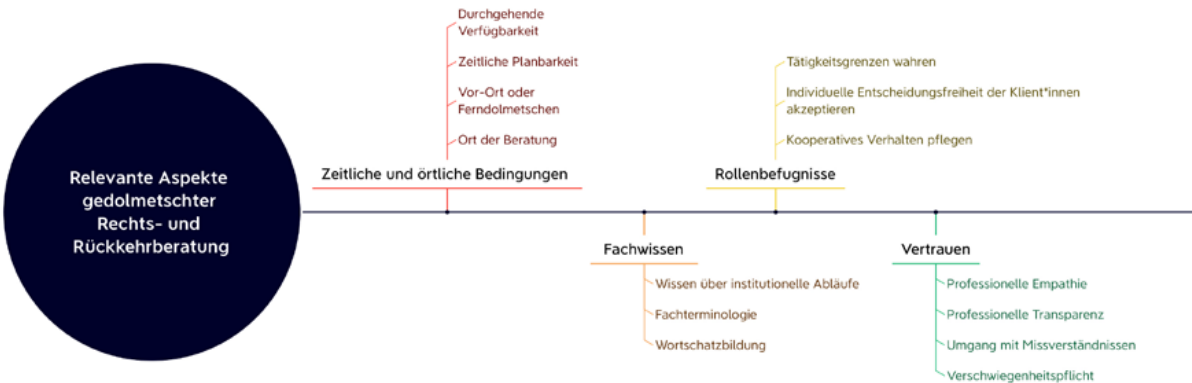 Relevante Aspekte
gedolmetschter
Rechts- und
Rückkehrberatung
Durchgehende
Verfügbarkeit
Zeitliche Planbarkeit
Vor-Ort oder
Ferndolmetschen
Ort der Beratung
Zeitliche und örtliche Bedingungen
Fachwissen
Wissen über institutionelle Abläufe
Fachterminologie
Wortschatzbildung
Tätigkeitsgrenzen wahren
Individuelle Entscheidungsfreiheit der Klient*innen
akzeptieren
Kooperatives Verhalten pflegen
Rollenbefugnisse
Vertrauen
Professionelle Empathie
Professionelle Transparenz
Umgang mit Missverständnissen
Verschwiegenheitspflicht